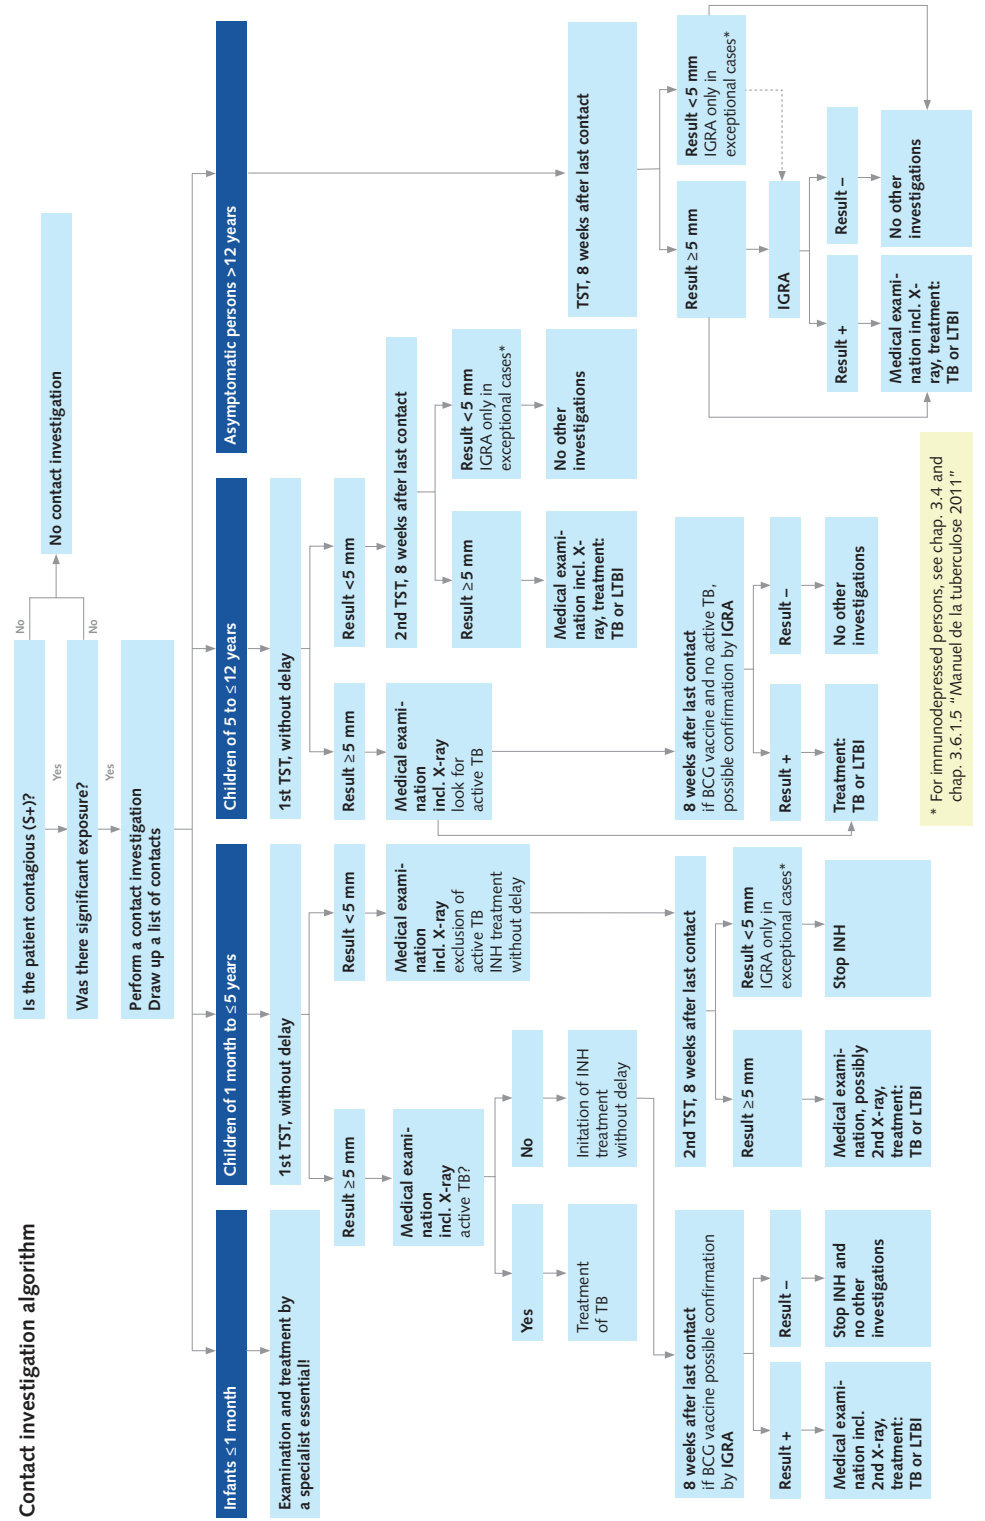 Contact investigation algorithm
Is the patient contagious (S+)?
No
Yes
Was there significant exposure?
No
Yes
No contact investigation
Perform a contact investigation
Draw up a list of contacts
Infants ≤1 month
Examination and treatment by
a specialist essential!
Children of 1 month to ≤5 years
1st TST, without delay
Result ≥5 mm
Medical exami-
nation
incl. X-ray
active TB?
Yes
Treatment
of TB
No
Initation of INH
treatment
without delay
8 weeks after last contact
if BCG vaccine possible confirmation
by IGRA
Result +
Medical exami-
nation incl.
2nd X-ray,
treatment:
TB or LTBI
Result –
Stop INH and
no other
investigations
Result <5 mm
Medical exami-
nation
incl. X-ray
exclusion of
active TB
INH treatment
without delay
2nd TST, 8 weeks after last contact
Result ≥5 mm
Medical exami-
nation, possibly
2nd X-ray,
treatment:
TB or LTBI
Result <5 mm
IGRA only in
exceptional cases*
Stop INH
Children of 5 to ≤12 years
1st TST, without delay
Result ≥5 mm
Medical exami-
nation
incl. X-ray
look for
active TB
8 weeks after last contact
if BCG vaccine and no active TB,
possible confirmation by IGRA
Result +
Treatment:
TB or LTBI
Result –
No other
investigations
Result <5 mm
2nd TST, 8 weeks after last contact
Result ≥5 mm
Medical exami-
nation incl. X-
ray, treatment:
TB or LTBI
Result <5 mm
IGRA only in
exceptional cases*
No other
investigations
Asymptomatic persons >12 years
TST, 8 weeks after last contact
Result ≥5 mm
Result <5 mm
IGRA only in
exceptional cases*
IGRA
Result +
Medical exami-
nation incl. X-
ray, treatment:
TB or LTBI
Result –
No other
investigations
* For immunodepressed persons, see chap. 3.4 and
chap. 3.6.1.5 “Manuel de la tuberculose 2011”